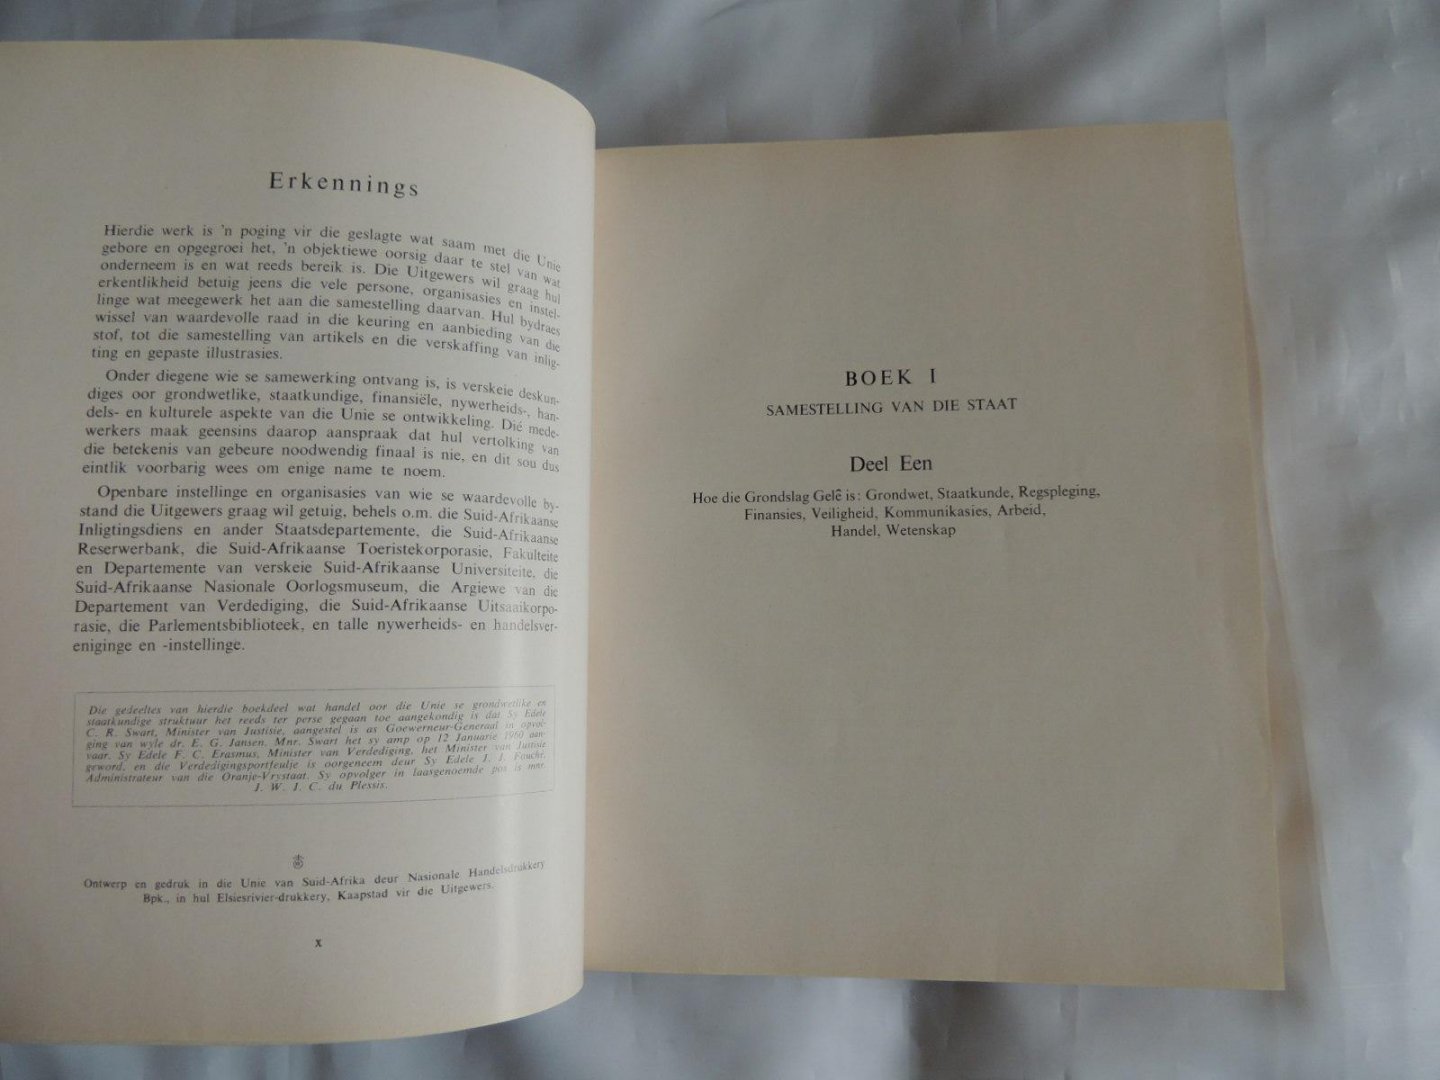 Erkennings
Hierdie werk is 'n poging vir die geslagte wat saam met die Unie
gebore en opgegroei het, 'n objektiewe oorsig daar te stel van wat
onderneem is en wat reeds bereik is. Die Uitgewers wil graag hul
erkentlikheid betuig jeens die vele persone, organisasies en instel-
linge wat meegewerk het aan die samestelling daarvan. Hul bydraes
wissel van waardevolle raad in die keuring en aanbieding van die
stof, tot die samestelling van artikels en die verskaffing van inlig-
ting en gepaste illustrasies.
Onder diegene wie se samewerking ontvang is, is verskeie deskun-
diges oor grondwetlike, staatkundige, finansiële, nywerheids-, han-
dels- en kulturele aspekte van die Unie se ontwikkeling. Dié mede-
werkers maak geensins daarop aanspraak dat hul vertolking van
die betekenis van gebeure noodwendig finaal is nie, en dit sou dus
eintlik voorbarig wees om enige name te noem.
Openbare instellinge en organisasies van wie se waardevolle by-
stand die Uitgewers graag wil getuig, behels o.m. die Suid-Afrikaanse
Inligtingsdiens en ander Staatsdepartemente, die Suid-Afrikaanse
Reserwerbank, die Suid-Afrikaanse Toeristekorporasie, Fakulteite
en Departemente van verskeie Suid-Afrikaanse Universiteite, die
Suid-Afrikaanse Nasionale Oorlogsmuseum, die Argiewe van die
Departement van Verdediging, die Suid-Afrikaanse Uitsaaikorpo-
rasie, die Parlementsbiblioteek, en talle nywerheids- en handelsver-
eniginge en -instellinge.
Die gedeeltes van hierdie boekdeel wat handel oor die Unie se grondwetlike en
staatkundige struktuur het reeds ter perse gegaan toe aangekondig is dat Sy Edele
C. R. Swart, Minister van Justisie, aangestel is as Goewerneur-Generaal in opvol-
ging van wyle dr. E. G. Jansen. Mnr. Swart het sy amp op 12 Januarie 1960 aan-
vaar. Sy Edele F. C. Erasmus, Minister van Verdediging, het Minister van Justisie
geword, en die Verdedigingsportfeulje is oorgeneem deur Sy Edele J. J. Fouché,
Administrateur van die Oranje-Vrystaat. Sy opvolger in laasgenoemde pos is mnr.
J. W. J. C. du Plessis.
Ontwerp en gedruk in die Unie van Suid-Afrika deur Nasionale Handelsdrukkery
Bpk., in hul Elsiesrivier-drukkery, Kaapstad vir die Uitgewers.
x
BOEK I
SAMESTELLING VAN DIE STAAT
Deel Een
Hoe die Grondslag Gelê is: Grondwet, Staatkunde, Regspleging,
Finansies, Veiligheid, Kommunikasies, Arbeid,
Handel, Wetenskap